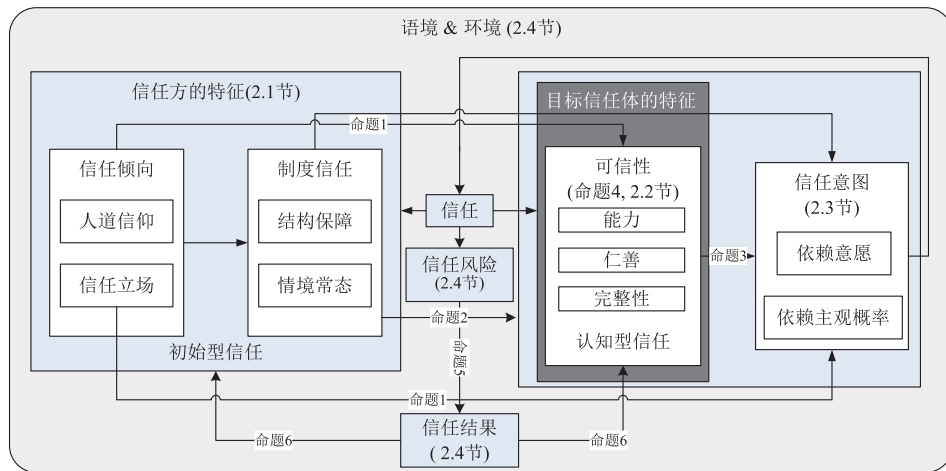 语境 & 环境 (2.4节)
信任方的特征(2.1节)
目标信任体的特征
命题1
信任倾向
人道信仰
信任立场
制度信任
结构保障
情境常态
初始型信任
信任
信任风险
(2.4节)
命题2
命题5
可信性
(命题4, 2.2节)
能力
仁善
完整性
认知型信任
命题3
信任意图
(2.3节)
依赖意愿
依赖主观概率
命题1
命题6
信任结果
( 2.4节)
命题6